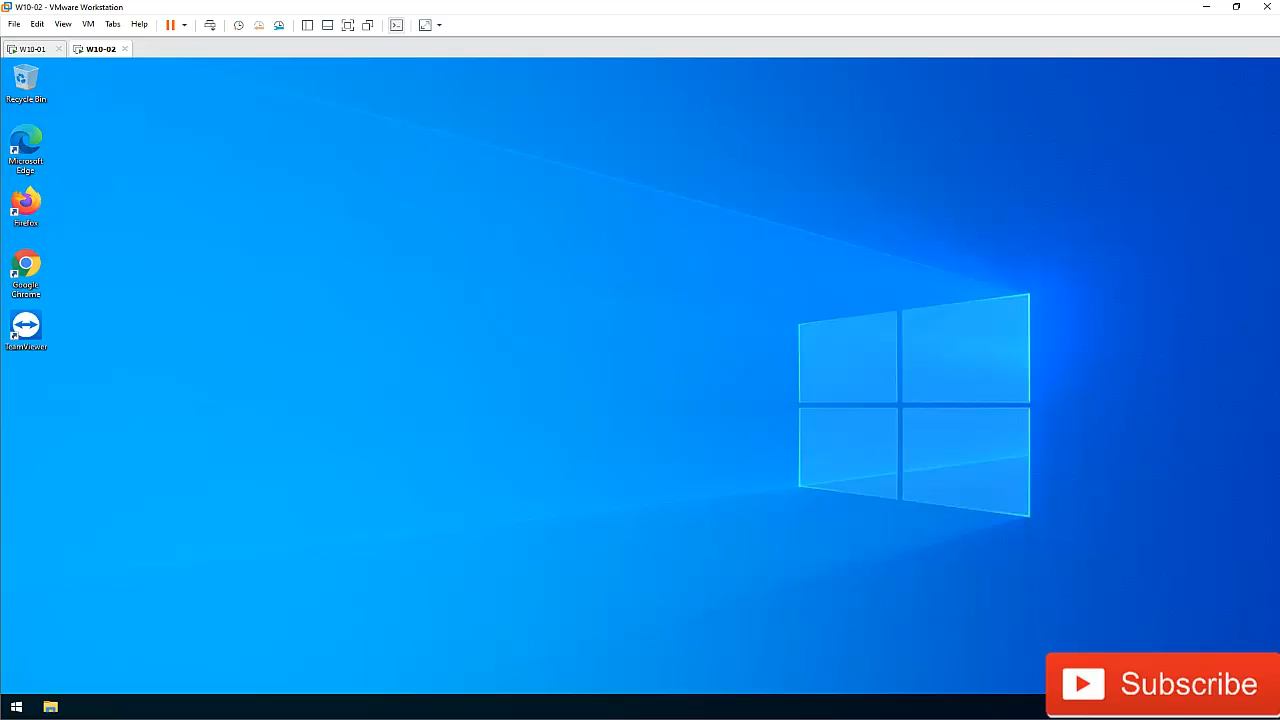 W10-02 - VMware Workstation
File Edit View VM Tabs Help
W10-01 W10-02
Recycle Bin
Microsoft
Edge
Firefox
Google
Chrome
TeamViewer
Subscribe